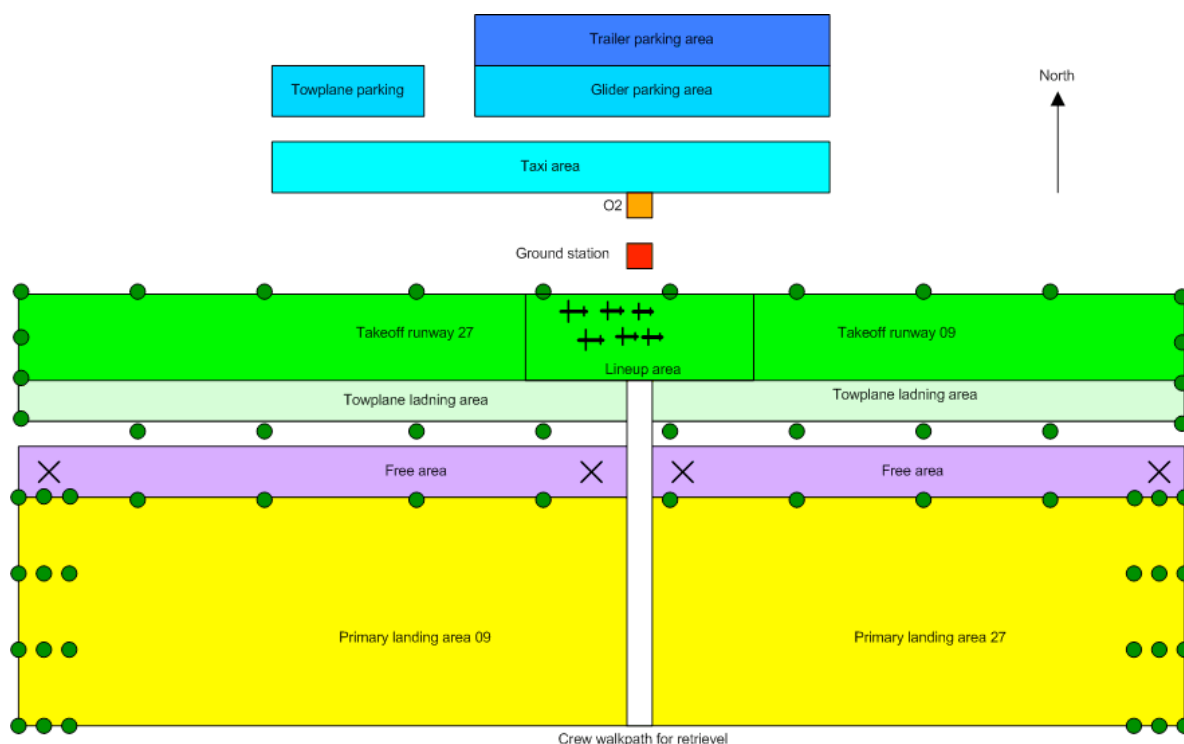 Trailer parking area
Towplane parking
Glider parking area
North
Taxi area
O2
Ground station
Takeoff runway 27
Takeoff runway 09
Lineup area
Towplane ladning area
Towplane ladning area
Free area
Free area
Primary landing area 09
Primary landing area 27
Crew walkpath for retrievel